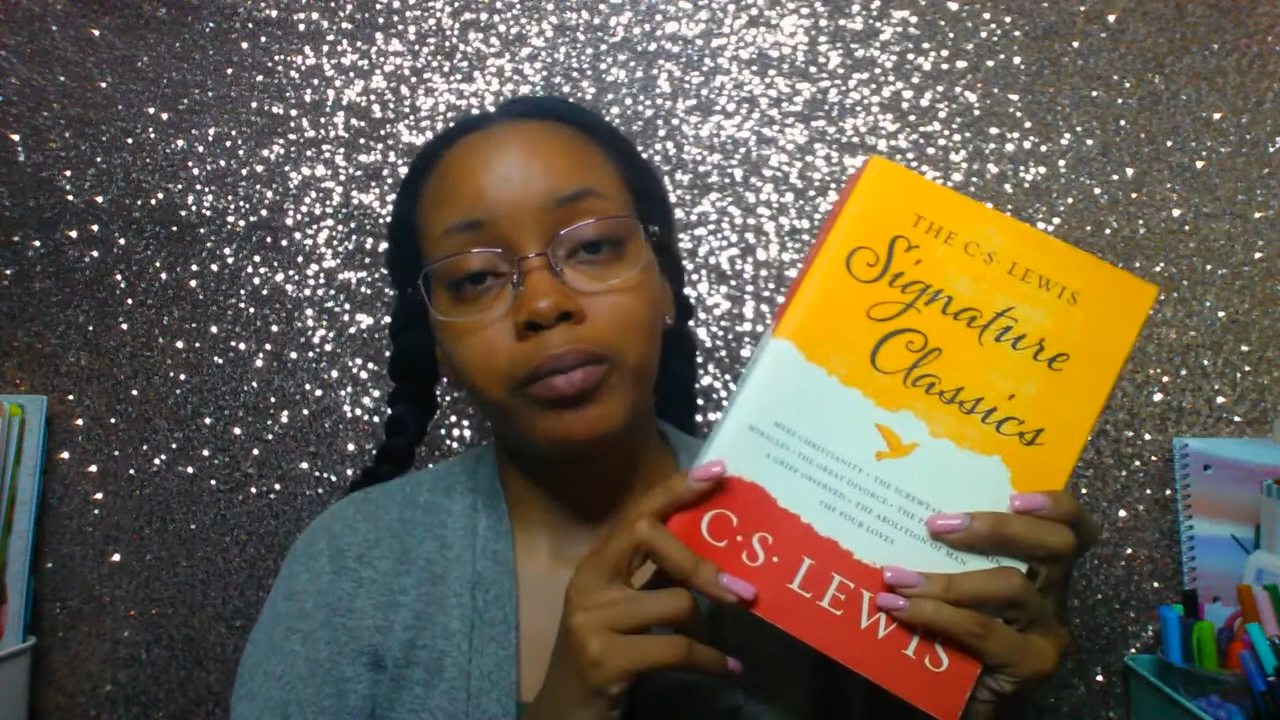 THE C·S· LEWIS
Signature
Classics
MERE CHRISTIANITY • THE SCREWTAPE
MIRACLES • THE GREAT DIVORCE • THE
A GRIEF OBSERVED • THE ABOLITION OF MAN
THE FOUR LOVES
C·S· LEWIS